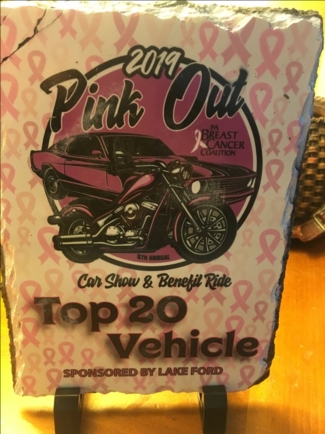 2019
Pink Out
PA
BREAST
CANCER
COALITION
6TH ANNUAL
Car Show & Benefit Ride
Top 20
Vehicle
SPONSORED BY LAKE FORD